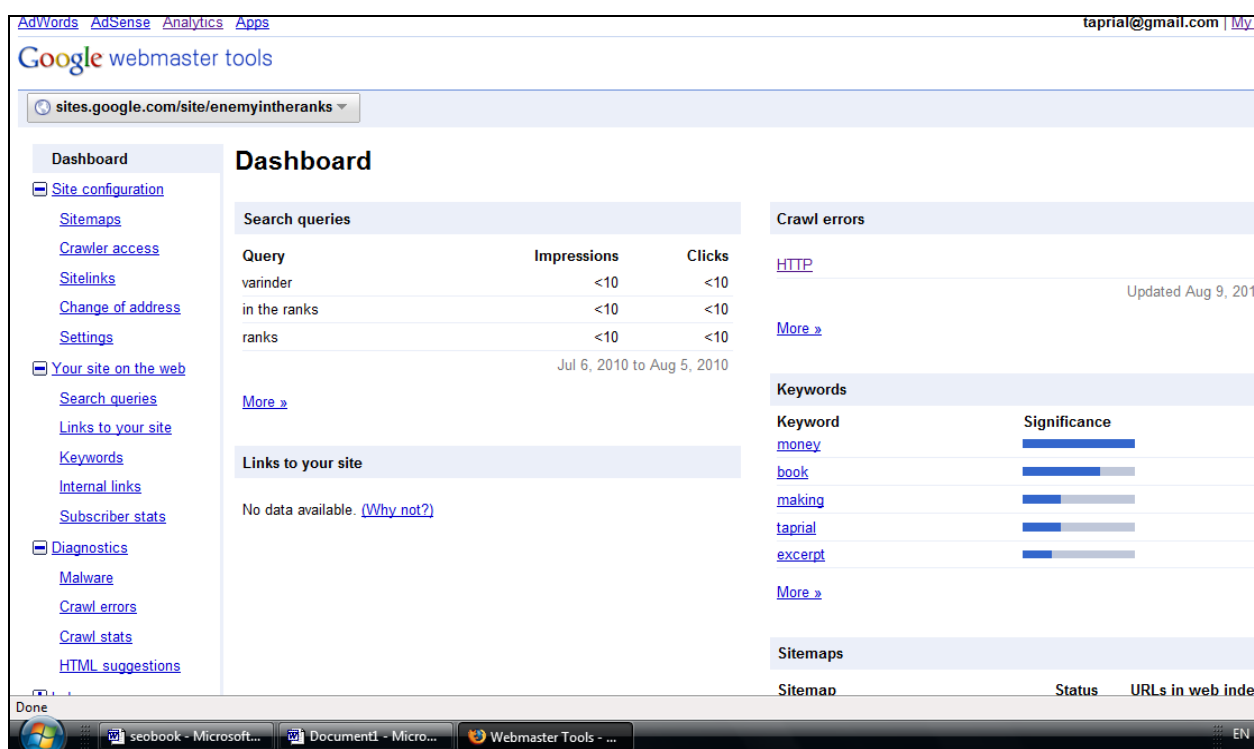 AdWords AdSense Analytics Apps taprial@gmail.com | My
Google webmaster tools
sites.google.com/site/enemyintheranks
Dashboard
Site configuration
Sitemaps
Crawler access
Sitelinks
Change of address
Settings
Your site on the web
Search queries
Links to your site
Keywords
Internal links
Subscriber stats
Diagnostics
Malware
Crawl errors
Crawl stats
HTML suggestions
Dashboard
Search queries
Query Impressions Clicks
varinder <10 <10
in the ranks <10 <10
ranks <10 <10
Jul 6, 2010 to Aug 5, 2010
More »
Links to your site
No data available. (Why not?)
Crawl errors
HTTP
Updated Aug 9, 201
More »
Keywords
Keyword Significance
money
book
making
taprial
excerpt
More »
Sitemaps
Sitemap Status URLs in web inde
Done
seobook - Microsoft... Document1 - Micro... Webmaster Tools - ... EN